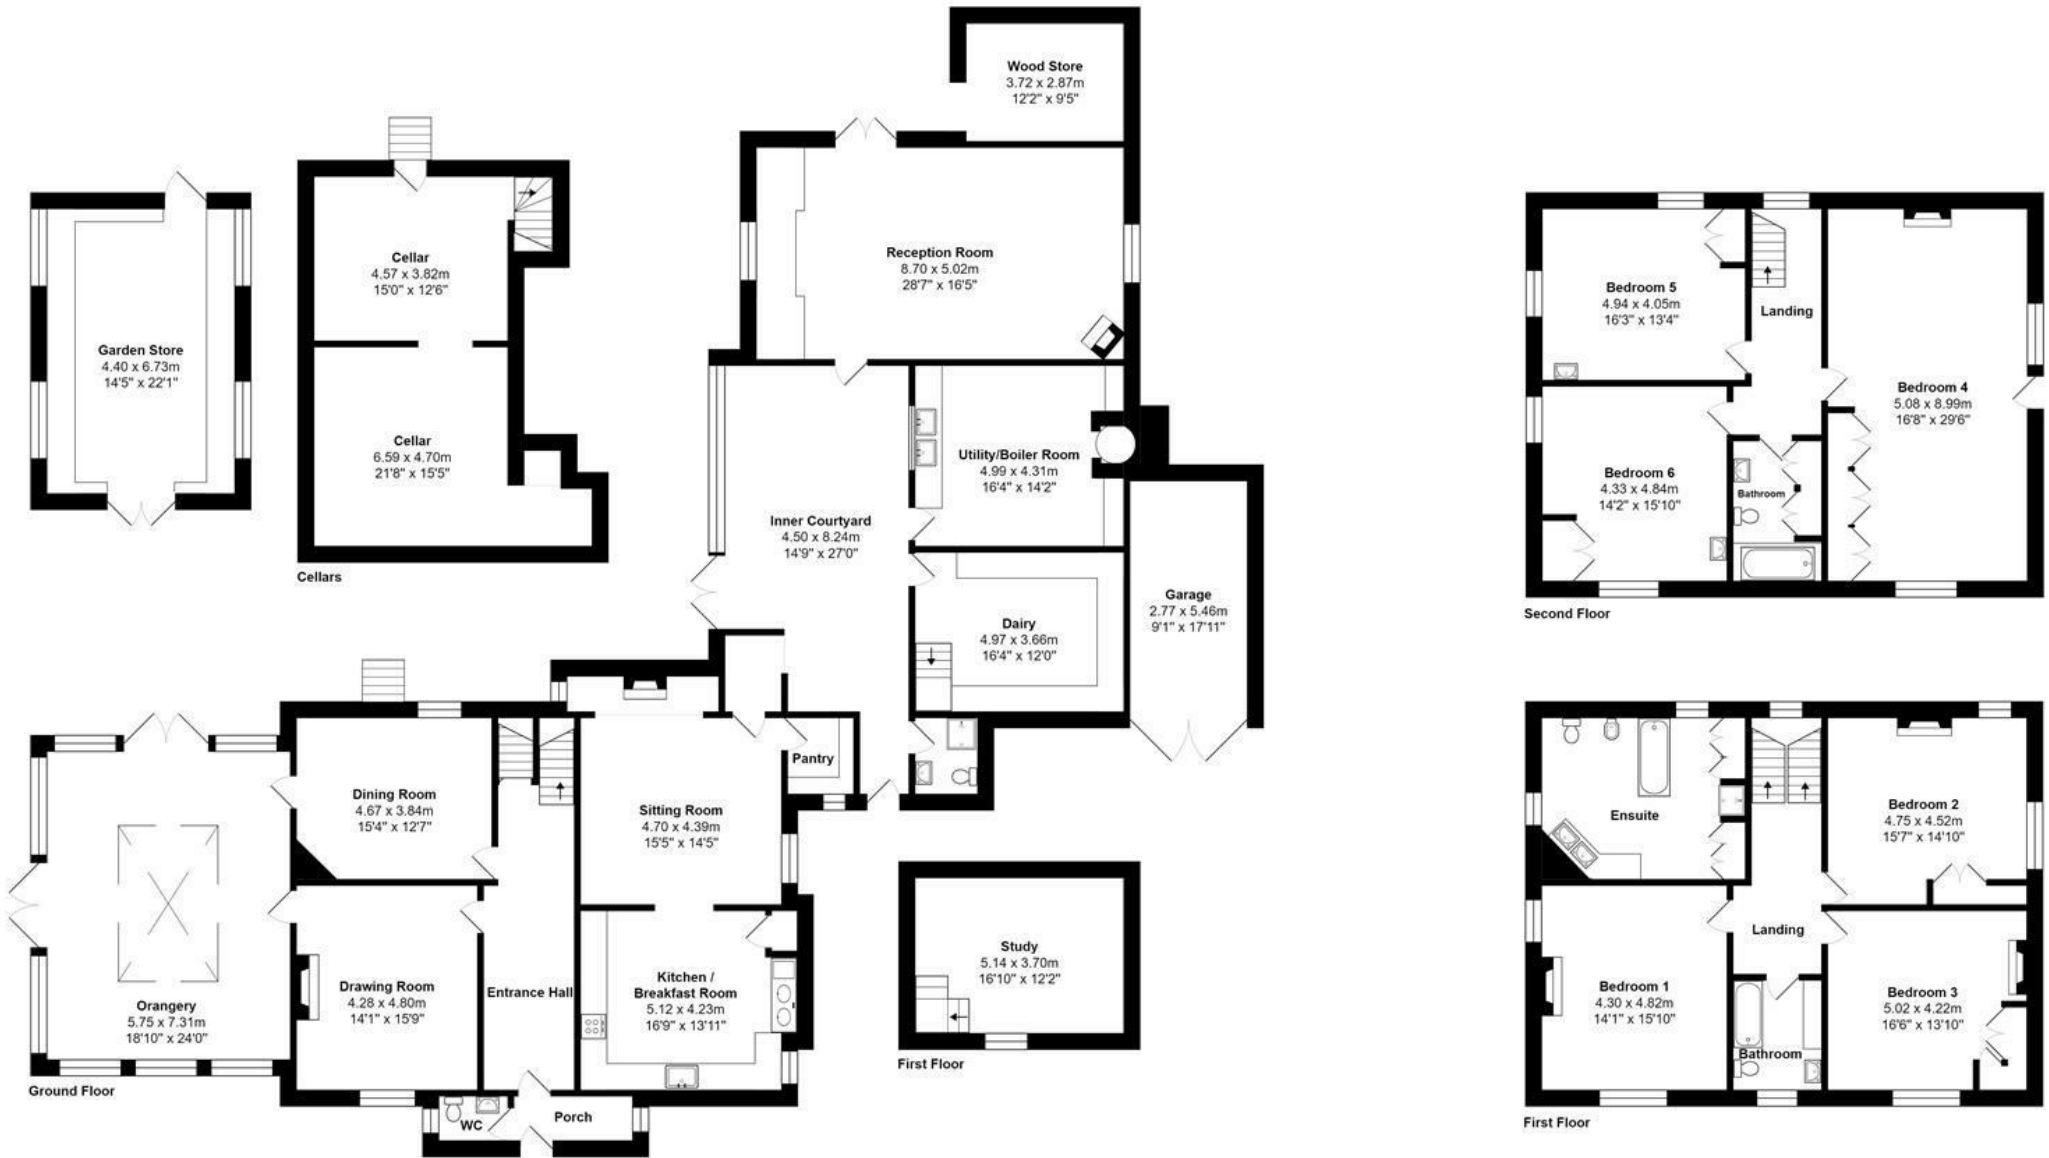 Wood Store
3.72 x 2.87m
12'2" x 9'5"
Reception Room
8.70 x 5.02m
28'7" x 16'5"
Cellar
4.57 x 3.82m
15'0" x 12'6"
Garden Store
4.40 x 6.73m
14'5" x 22'1"
Cellar
6.59 x 4.70m
21'8" x 15'5"
Cellars
Utility/Boiler Room
4.99 x 4.31m
16'4" x 14'2"
Inner Courtyard
4.50 x 8.24m
14'9" x 27'0"
Garage
2.77 x 5.46m
9'1" x 17'11"
Dairy
4.97 x 3.66m
16'4" x 12'0"
Pantry
Dining Room
4.67 x 3.84m
15'4" x 12'7"
Sitting Room
4.70 x 4.39m
15'5" x 14'5"
Kitchen /
Breakfast Room
5.12 x 4.23m
16'9" x 13'11"
Entrance Hall
Drawing Room
4.28 x 4.80m
14'1" x 15'9"
Orangery
5.75 x 7.31m
18'10" x 24'0"
Ground Floor
WC
Porch
Study
5.14 x 3.70m
16'10" x 12'2"
First Floor
Bedroom 5
4.94 x 4.05m
16'3" x 13'4"
Landing
Bedroom 4
5.08 x 8.99m
16'8" x 29'6"
Bedroom 6
4.33 x 4.84m
14'2" x 15'10"
Bathroom
Second Floor
Ensuite
Bedroom 2
4.75 x 4.52m
15'7" x 14'10"
Landing
Bedroom 1
4.30 x 4.82m
14'1" x 15'10"
Bedroom 3
5.02 x 4.22m
16'6" x 13'10"
Bathroom
First Floor